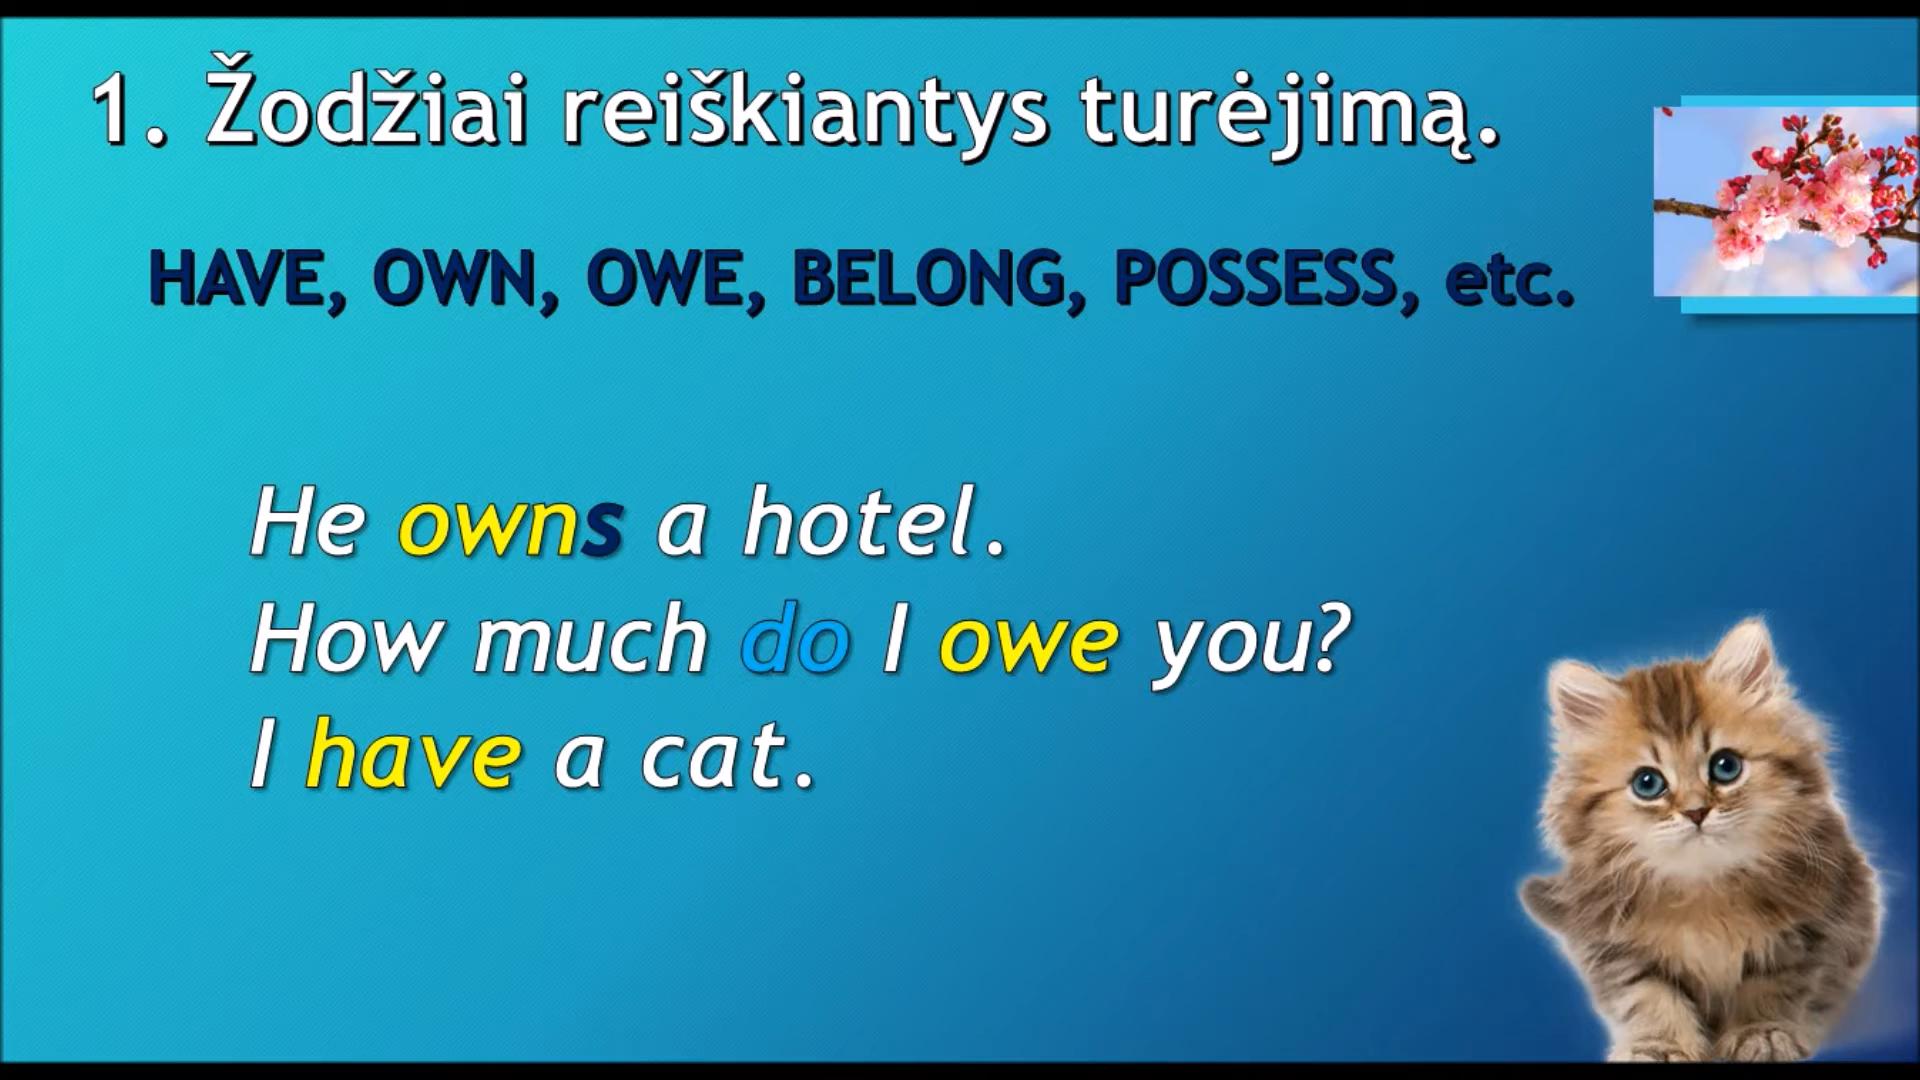 1. Žodžiai reiškiantys turėjimą.
HAVE, OWN, OWE, BELONG, POSSESS, etc.
He owns a hotel.
How much do I owe you?
I have a cat.